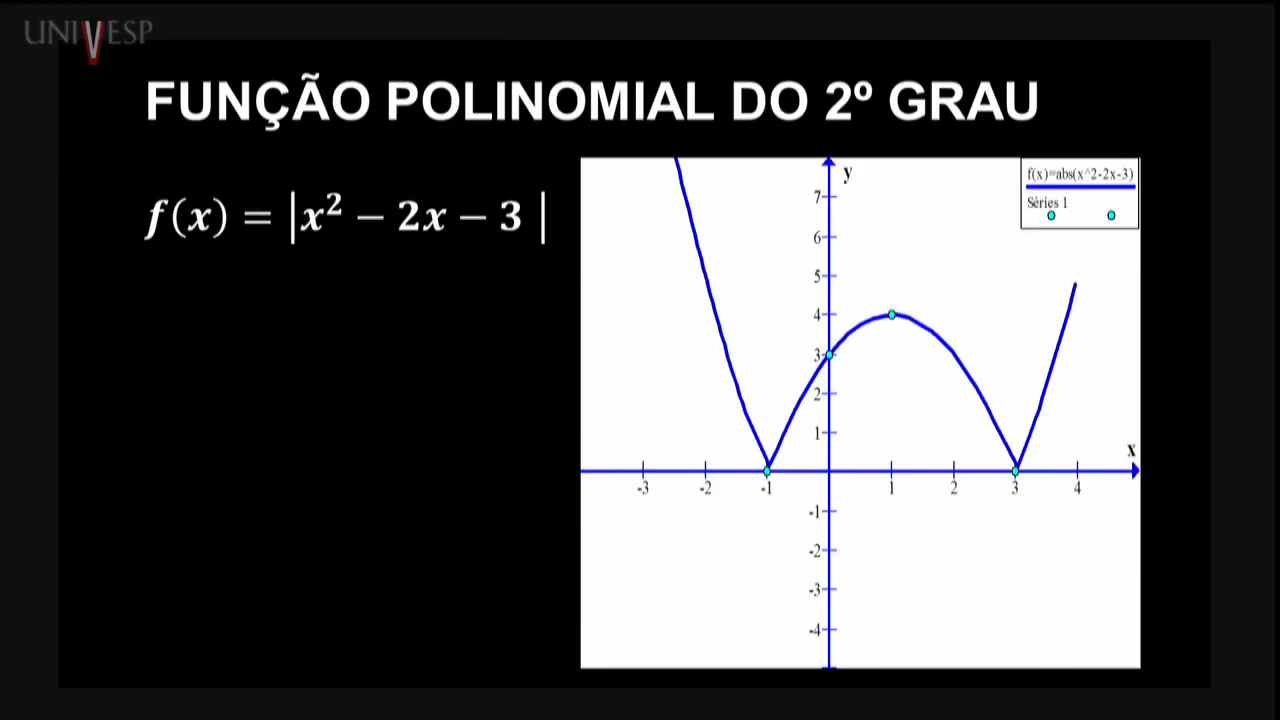 UNIVESP
FUNÇÃO POLINOMIAL DO 2º GRAU
f(x) = |x² − 2x − 3 |
y
f(x)=abs(x^2-2x-3)
Séries 1
7
6
5
4
3
2
1
x
-3 -2 -1 1 2 3 4
-1
-2
-3
-4